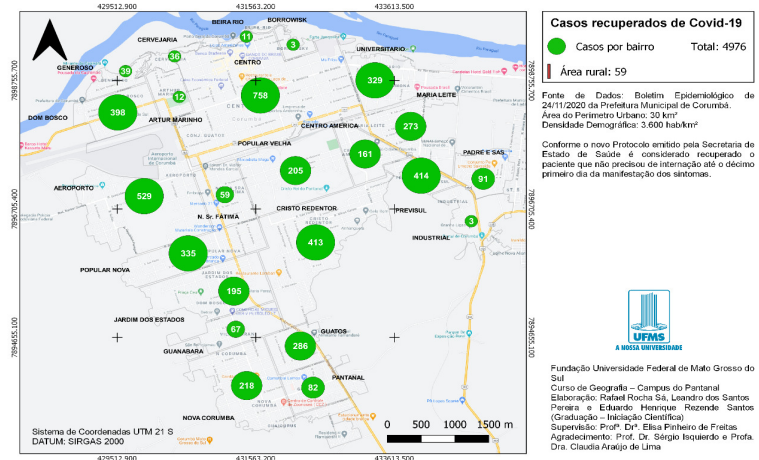 429512.900
431563.200
433613.500
BEIRA RIO
BORROWISK
CERVEJARIA
11
3
UNIVERSITARIO
36
CENTRO
GENEROSO
39
329
7898755.700
7898755.700
758
12
MARIA LEITE
398
ARTUR MARINHO
DOM BOSCO
CENTRO AMERICA
273
POPULAR VELHA
161
PADRE E SAS
205
414
91
AEROPORTO
529
59
7896705.400
7896705.400
CRISTO REDENTOR
PREVISUL
N. Sr. FÁTIMA
3
INDUSTRIAL
413
335
POPULAR NOVA
195
JARDIM DOS ESTADOS
67
GUATOS
7894655.100
7894655.100
286
GUANABARA
PANTANAL
218
82
NOVA CORUMBA
Sistema de Coordenadas UTM 21 S
DATUM: SIRGAS 2000
0 500 1000 1500 m
429512.900
431563.200
433613.500
Casos recuperados de Covid-19
Casos por bairro Total: 4976
Área rural: 59
Fonte de Dados: Boletim Epidemiológico de
24/11/2020 da Prefeitura Municipal de Corumbá.
Área do Perímetro Urbano: 30 km²
Densidade Demográfica: 3.600 hab/km²
Conforme o novo Protocolo emitido pela Secretaria de
Estado de Saúde é considerado recuperado o
paciente que não precisou de internação até o décimo
primeiro dia da manifestação dos sintomas.
UFMS
A NOSSA UNIVERSIDADE
Fundação Universidade Federal de Mato Grosso do
Sul
Curso de Geografia – Campus do Pantanal
Elaboração: Rafael Rocha Sá, Leandro dos Santos
Pereira e Eduardo Henrique Rezende Santos
(Graduação – Iniciação Científica)
Supervisão: Profª. Drª. Elisa Pinheiro de Freitas
Agradecimento: Prof. Dr. Sérgio Isquierdo e Profa.
Dra. Claudia Araújo de Lima